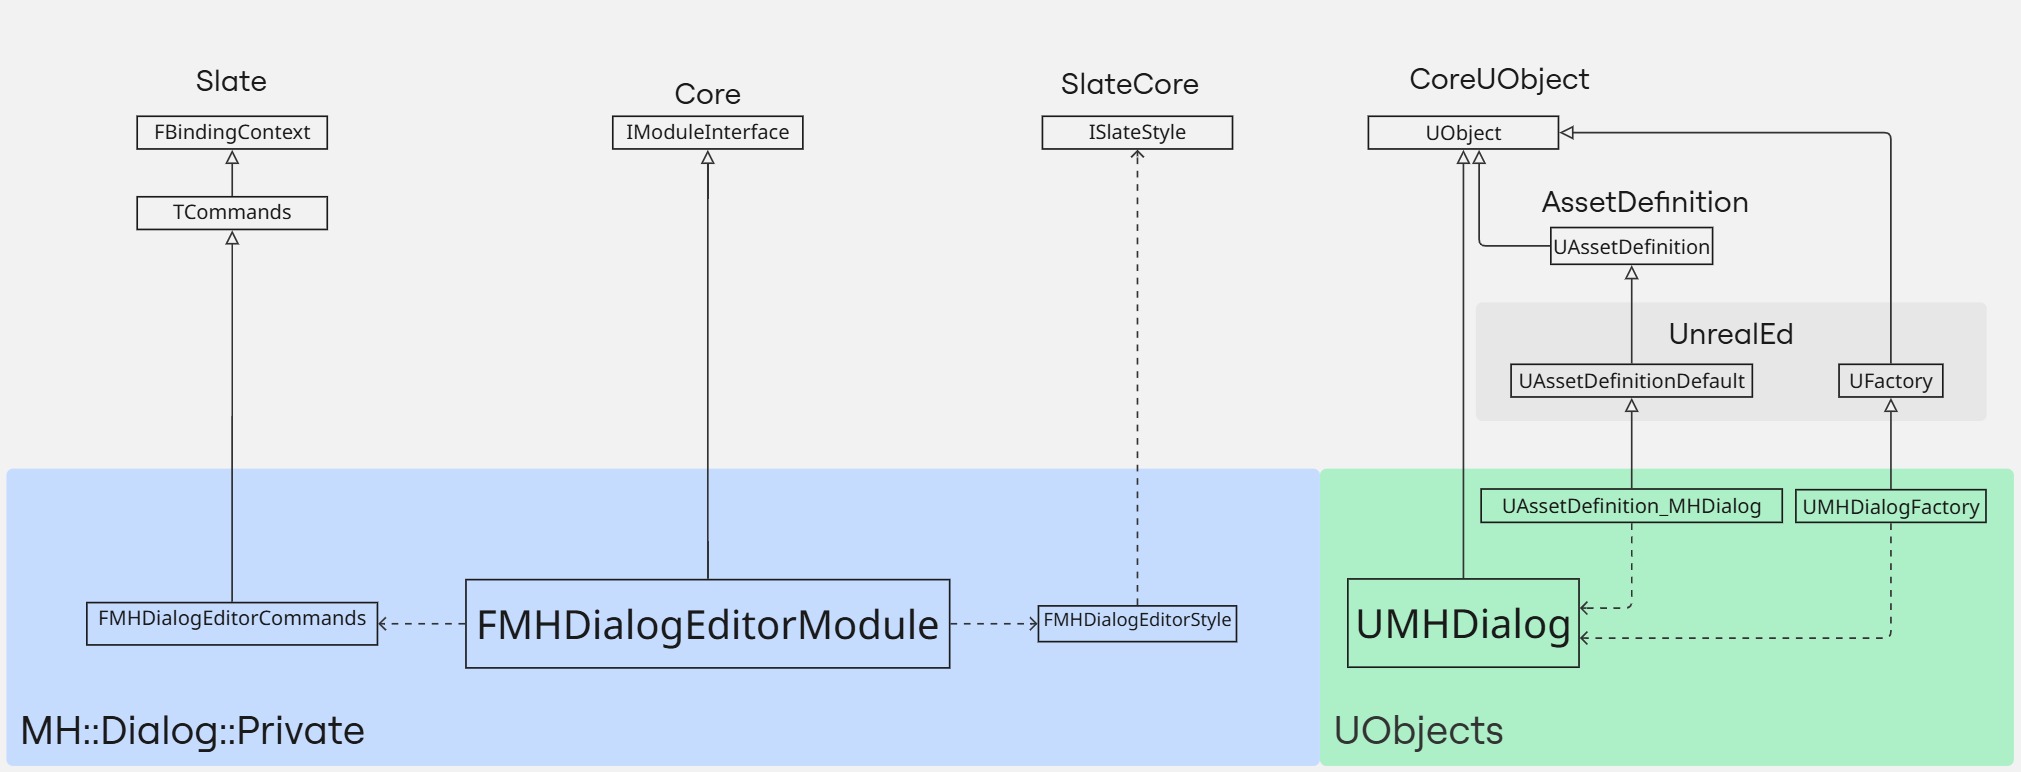 Slate
Core
SlateCore
CoreUObject
FBindingContext
IModuleInterface
ISlateStyle
UObject
TCommands
AssetDefinition
UAssetDefinition
UnrealEd
UAssetDefinitionDefault
UFactory
UAssetDefinition_MHDialog
UMHDialogFactory
FMHDialogEditorCommands
FMHDialogEditorModule
FMHDialogEditorStyle
UMHDialog
MH::Dialog::Private
UObjects